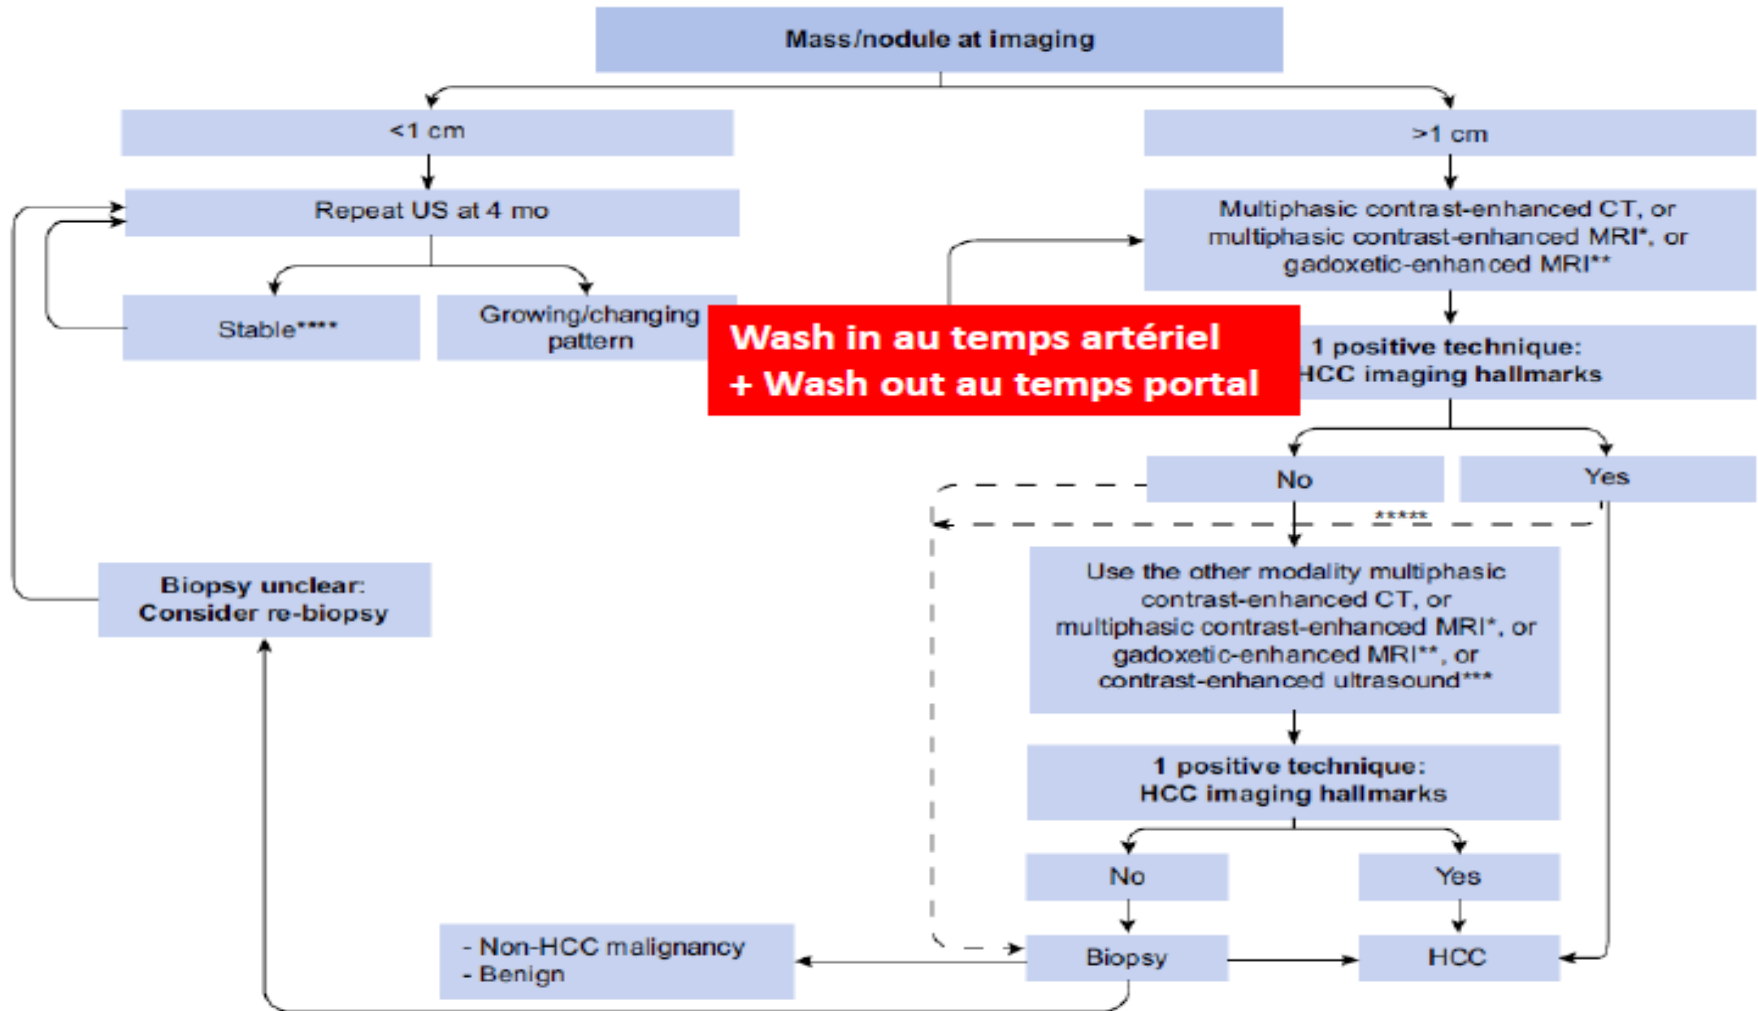 Mass/nodule at imaging
<1 cm
>1 cm
Repeat US at 4 mo
Multiphasic contrast-enhanced CT, or
multiphasic contrast-enhanced MRI*, or
gadoxetic-enhanced MRI**
Stable****
Growing/changing
pattern
Wash in au temps artériel
+ Wash out au temps portal
1 positive technique:
HCC imaging hallmarks
No
Yes
*****
Use the other modality multiphasic
contrast-enhanced CT, or
multiphasic contrast-enhanced MRI*, or
gadoxetic-enhanced MRI**, or
contrast-enhanced ultrasound***
Biopsy unclear:
Consider re-biopsy
1 positive technique:
HCC imaging hallmarks
No
Yes
- Non-HCC malignancy
- Benign
Biopsy
HCC